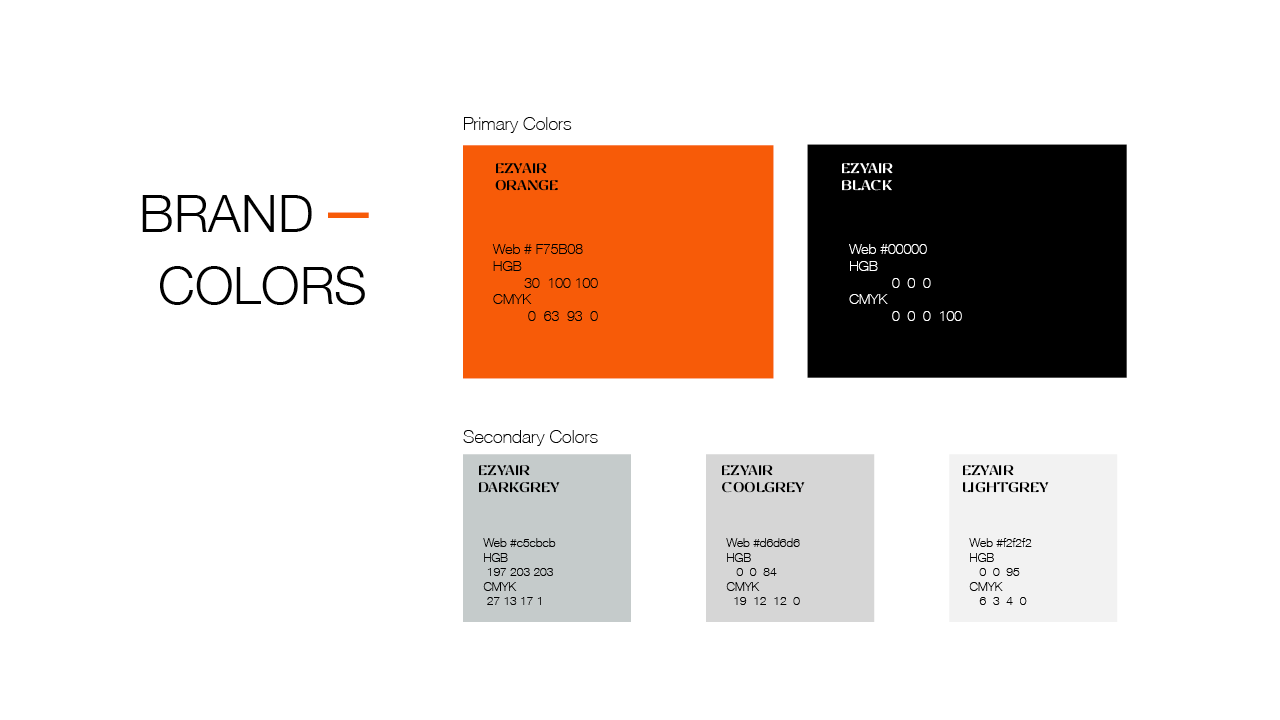 BRAND
COLORS
Primary Colors
EZYAIR
ORANGE
Web # F75B08
HGB
30 100 100
CMYK
0 63 93 0
EZYAIR
BLACK
Web #00000
HGB
0 0 0
CMYK
0 0 0 100
Secondary Colors
EZYAIR
DARKGREY
Web #c5cbcb
HGB
197 203 203
CMYK
27 13 17 1
EZYAIR
COOLGREY
Web #d6d6d6
HGB
0 0 84
CMYK
19 12 12 0
EZYAIR
LIGHTGREY
Web #f2f2f2
HGB
0 0 95
CMYK
6 3 4 0